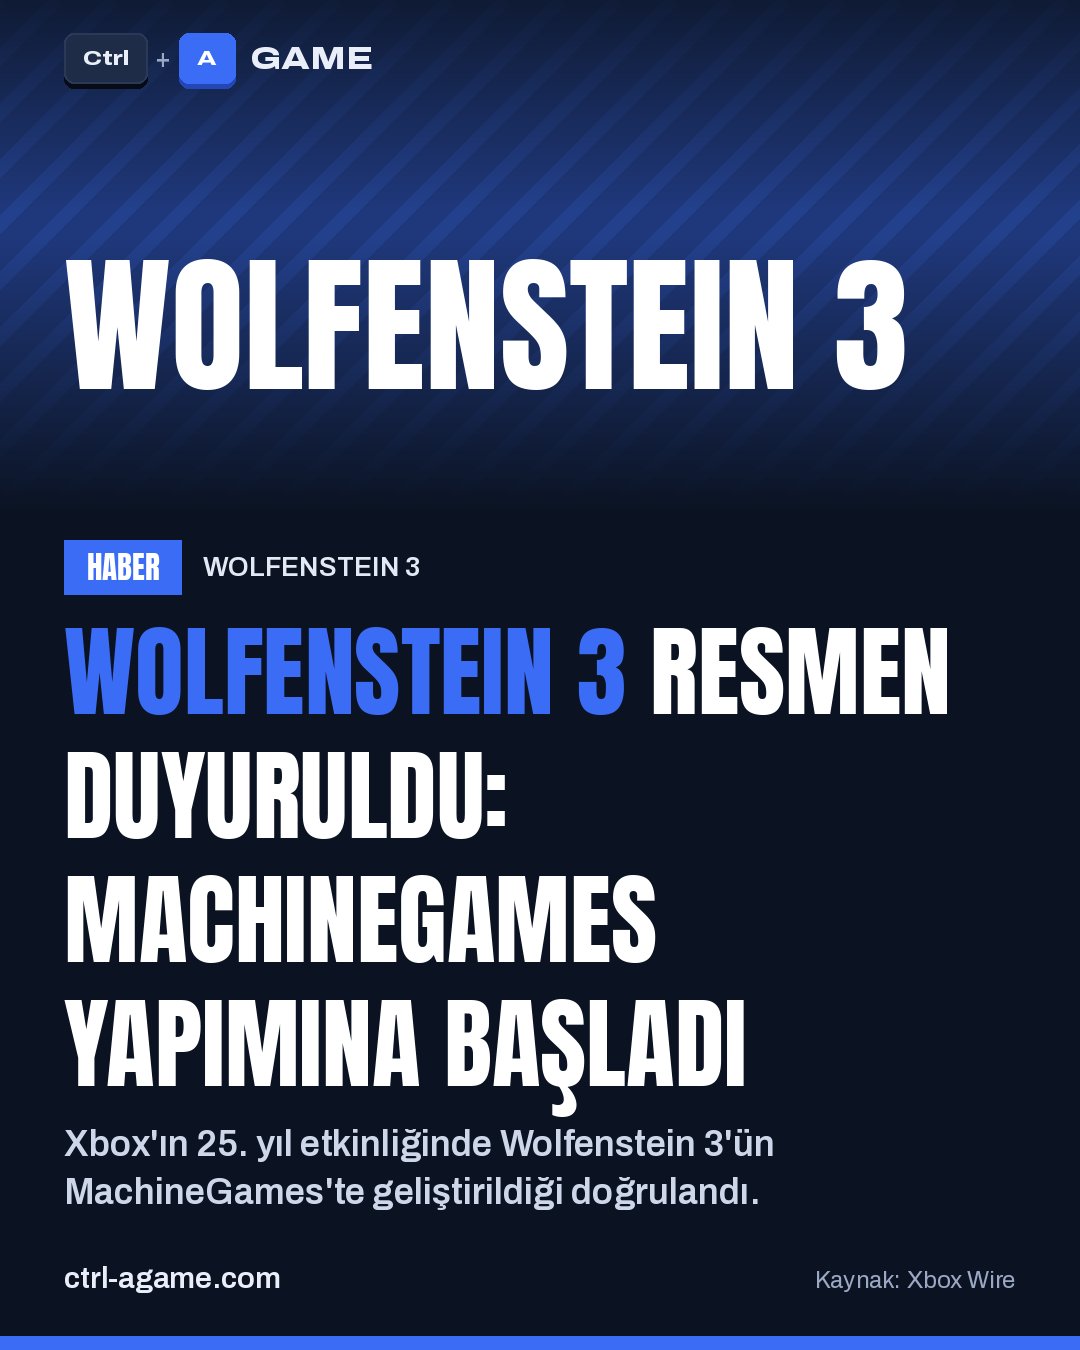 Ctrl + A GAME
WOLFENSTEIN 3
HABER WOLFENSTEIN 3
WOLFENSTEIN 3 RESMEN
DUYURULDU:
MACHINEGAMES
YAPIMINA BAŞLADI
Xbox'ın 25. yıl etkinliğinde Wolfenstein 3'ün
MachineGames'te geliştirildiği doğrulandı.
ctrl-agame.com Kaynak: Xbox Wire